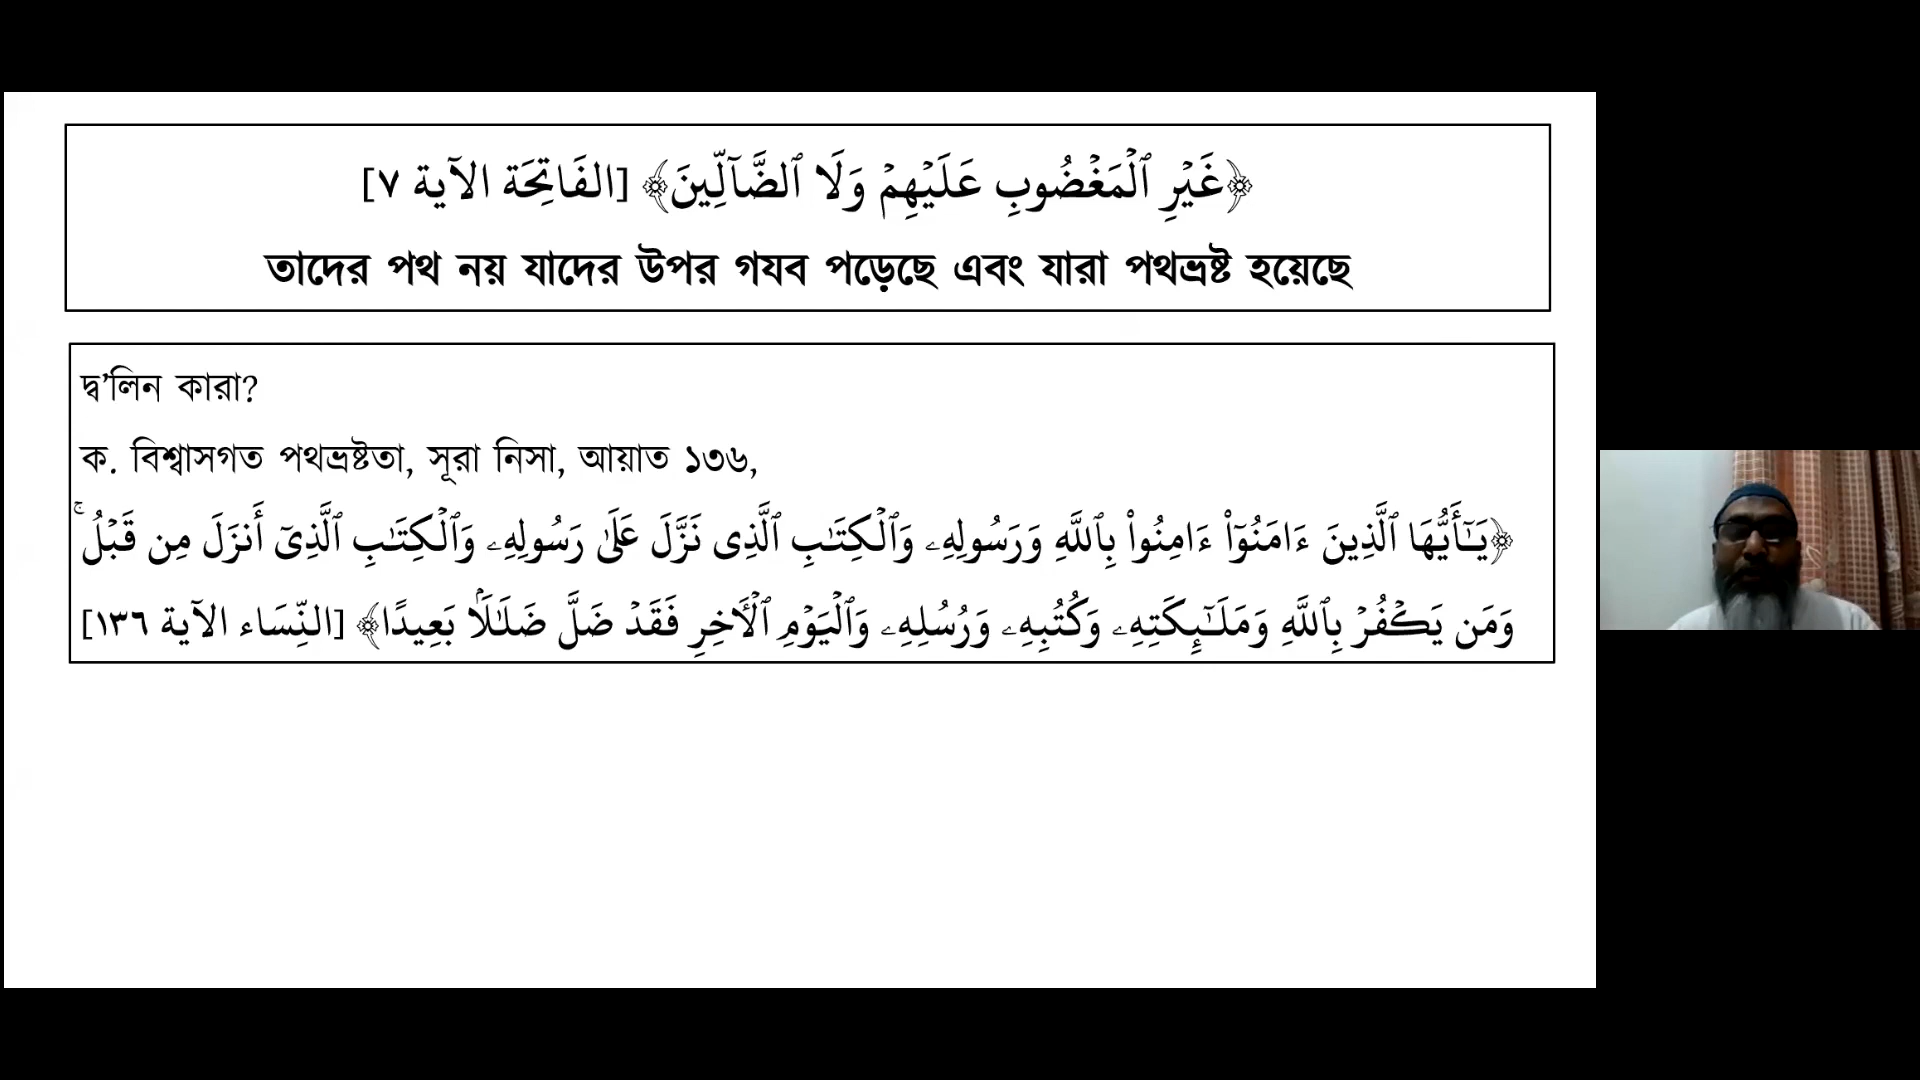 ﴿غَيْرِ ٱلْمَغْضُوبِ عَلَيْهِمْ وَلَا ٱلضَّآلِّينَ﴾ [الفَاتِحَة الآية ٧]
তাদের পথ নয় যাদের উপর গযব পড়েছে এবং যারা পথভ্রষ্ট হয়েছে
দ্ব’লিন কারা?
ক. বিশ্বাসগত পথভ্রষ্টতা, সূরা নিসা, আয়াত ১৩৬,
﴿يَـٰٓأَيُّهَا ٱلَّذِينَ ءَامَنُوٓا۟ ءَامِنُوا۟ بِٱللَّهِ وَرَسُولِهِۦ وَٱلْكِتَـٰبِ ٱلَّذِى نَزَّلَ عَلَىٰ رَسُولِهِۦ وَٱلْكِتَـٰبِ ٱلَّذِىٓ أَنزَلَ مِن قَبْلُ ۚ
وَمَن يَكْفُرْ بِٱللَّهِ وَمَلَـٰٓئِكَتِهِۦ وَكُتُبِهِۦ وَرُسُلِهِۦ وَٱلْيَوْمِ ٱلْـَٔاخِرِ فَقَدْ ضَلَّ ضَلَـٰلًۢا بَعِيدًا﴾ [النِّسَاء الآية ١٣٦]